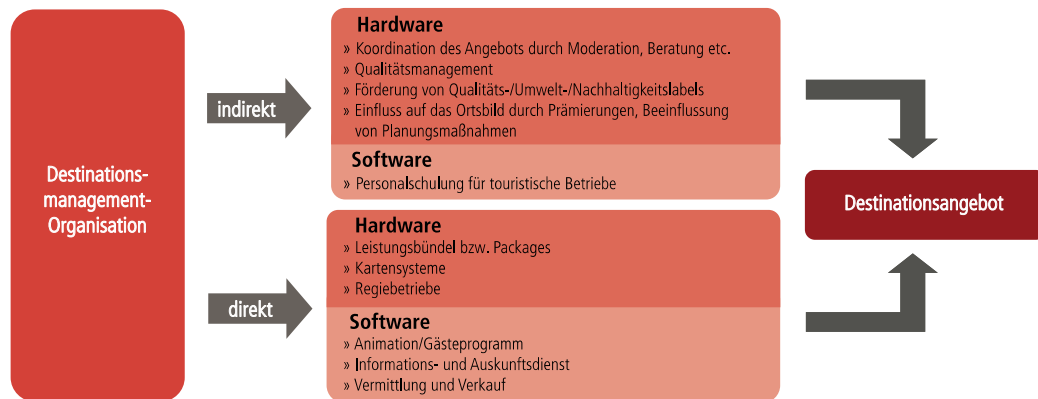 Destinations-
management-
Organisation
indirekt
Hardware
» Koordination des Angebots durch Moderation, Beratung etc.
» Qualitätsmanagement
» Förderung von Qualitäts-/Umwelt-/Nachhaltigkeitslabels
» Einfluss auf das Ortsbild durch Prämierungen, Beeinflussung
von Planungsmaßnahmen
Software
» Personalschulung für touristische Betriebe
direkt
Hardware
» Leistungsbündel bzw. Packages
» Kartensysteme
» Regiebetriebe
Software
» Animation/Gästeprogramm
» Informations- und Auskunftsdienst
» Vermittlung und Verkauf
Destinationsangebot